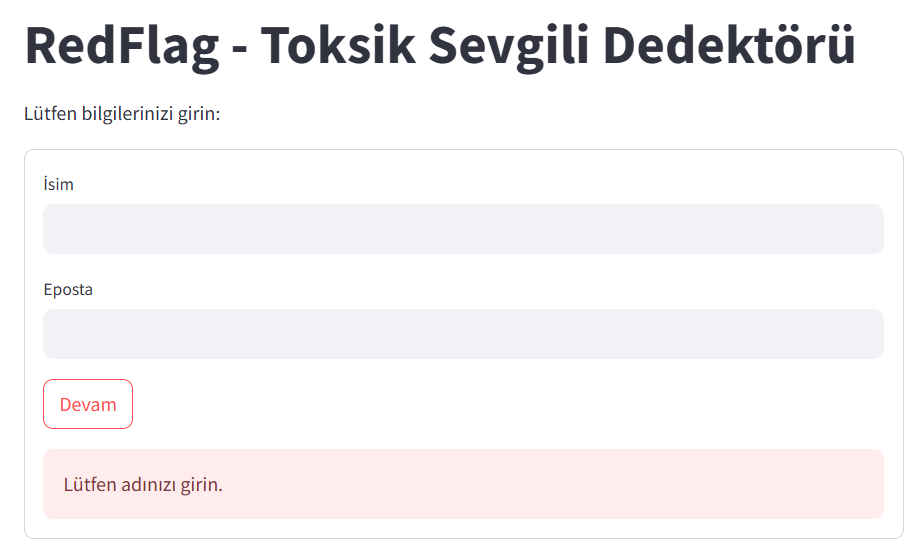 RedFlag - Toksik Sevgili Dedektörü
Lütfen bilgilerinizi girin:
İsim
Eposta
Devam
Lütfen adınızı girin.